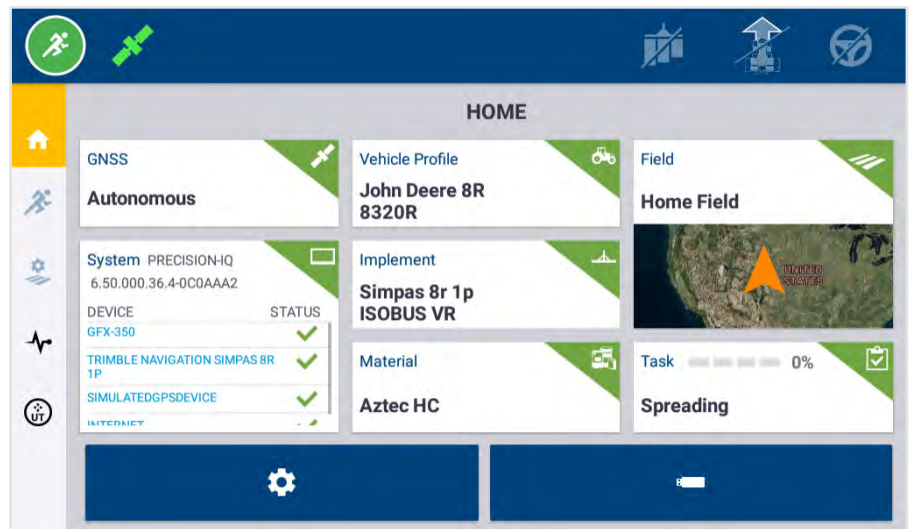 HOME
GNSS
Autonomous
Vehicle Profile
John Deere 8R
8320R
Field
Home Field
UNITED
STATES
System PRECISION-IQ
6.50.000.36.4-0C0AAA2
DEVICE STATUS
GFX-350
TRIMBLE NAVIGATION SIMPAS 8R
1P
SIMULATEDGPSDEVICE
INTERNET
Implement
Simpas 8r 1p
ISOBUS VR
Material
Aztec HC
Task 0%
Spreading
UT